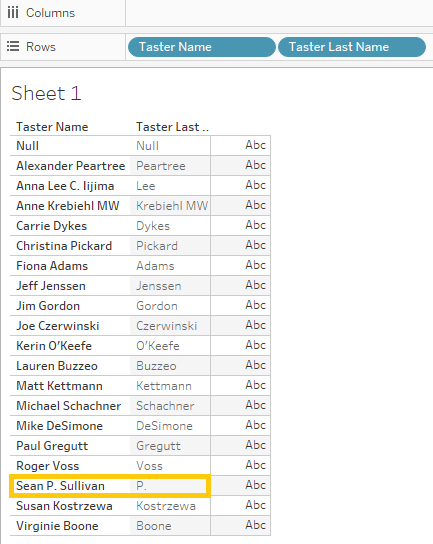 Columns
Rows Taster Name Taster Last Name
Sheet 1
Taster Name Taster Last ..
Null Null Abc
Alexander Peartree Peartree Abc
Anna Lee C. Iijima Lee Abc
Anne Krebiehl MW Krebiehl MW Abc
Carrie Dykes Dykes Abc
Christina Pickard Pickard Abc
Fiona Adams Adams Abc
Jeff Jenssen Jenssen Abc
Jim Gordon Gordon Abc
Joe Czerwinski Czerwinski Abc
Kerin O’Keefe O’Keefe Abc
Lauren Buzzeo Buzzeo Abc
Matt Kettmann Kettmann Abc
Michael Schachner Schachner Abc
Mike DeSimone DeSimone Abc
Paul Gregutt Gregutt Abc
Roger Voss Voss Abc
Sean P. Sullivan P. Abc
Susan Kostrzewa Kostrzewa Abc
Virginie Boone Boone Abc